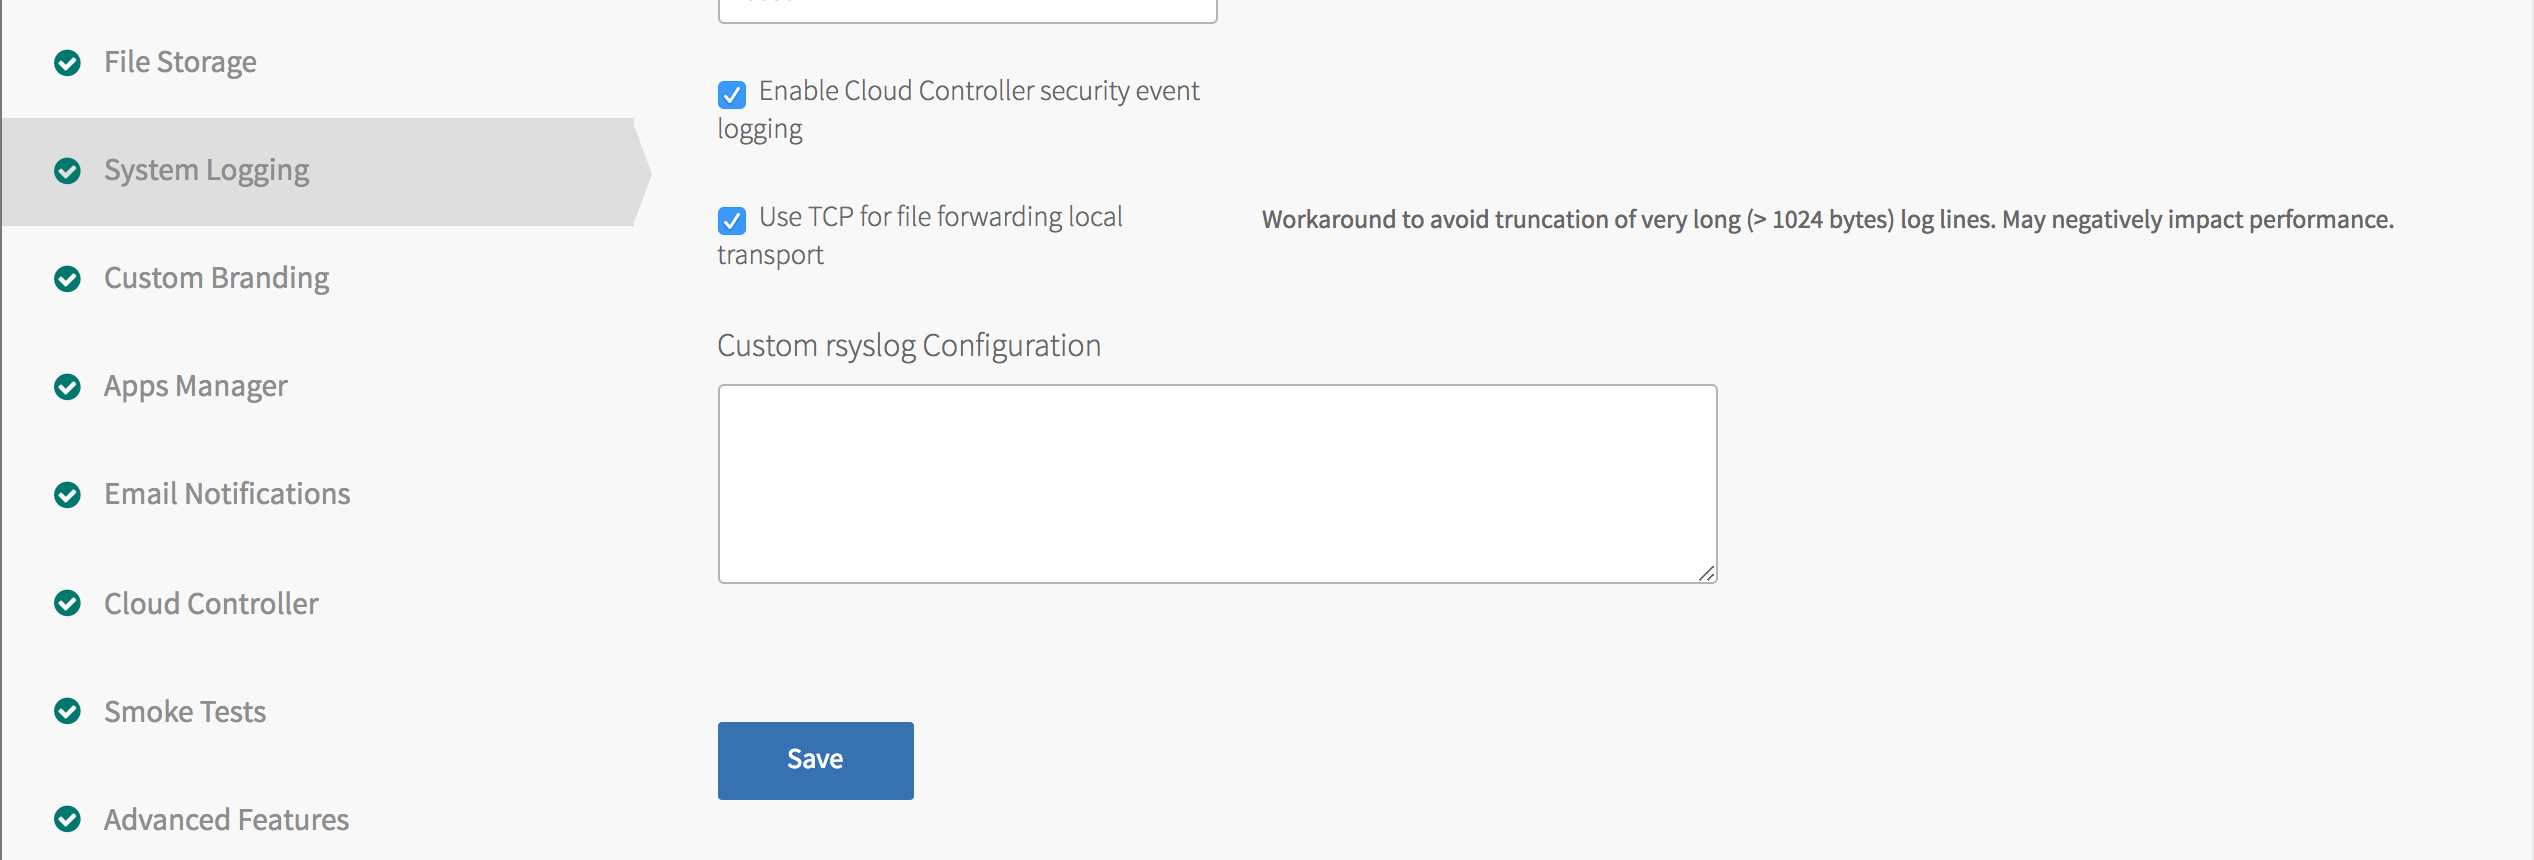 File Storage
System Logging
Custom Branding
Apps Manager
Email Notifications
Cloud Controller
Smoke Tests
Advanced Features
Enable Cloud Controller security event
logging
Use TCP for file forwarding local
transport
Workaround to avoid truncation of very long (> 1024 bytes) log lines. May negatively impact performance.
Custom rsyslog Configuration
Save